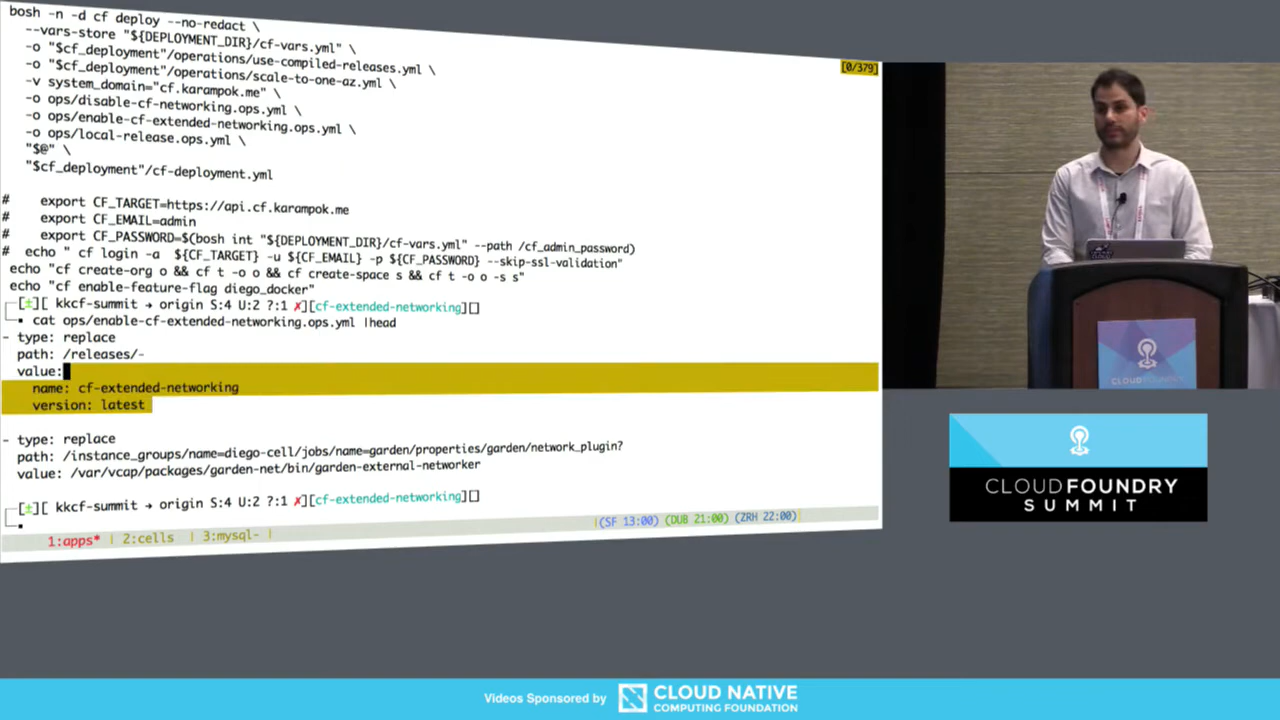 bosh -n -d cf deploy --no-redact \
--vars-store "${DEPLOYMENT_DIR}/cf-vars.yml" \
-o "$cf_deployment"/operations/use-compiled-releases.yml \
-o "$cf_deployment"/operations/scale-to-one-az.yml \
-v system_domain="cf.karampok.me" \
-o ops/disable-cf-networking.ops.yml \
-o ops/enable-cf-extended-networking.ops.yml \
-o ops/local-release.ops.yml \
"$@" \
"$cf_deployment"/cf-deployment.yml
[0/379]
# export CF_TARGET=https://api.cf.karampok.me
# export CF_EMAIL=admin
# export CF_PASSWORD=$(bosh int "${DEPLOYMENT_DIR}/cf-vars.yml" --path /cf_admin_password)
# echo " cf login -a ${CF_TARGET} -u ${CF_EMAIL} -p ${CF_PASSWORD} --skip-ssl-validation"
echo "cf create-org o && cf t -o o && cf create-space s && cf t -o o -s s"
echo "cf enable-feature-flag diego_docker"
[±][ kkcf-summit → origin S:4 U:2 ?:1 ✗][cf-extended-networking][]
cat ops/enable-cf-extended-networking.ops.yml |head
- type: replace
path: /releases/-
value:
name: cf-extended-networking
version: latest
- type: replace
path: /instance_groups/name=diego-cell/jobs/name=garden/properties/garden/network_plugin?
value: /var/vcap/packages/garden-net/bin/garden-external-networker
[±][ kkcf-summit → origin S:4 U:2 ?:1 ✗][cf-extended-networking][]
1:apps* | 2:cells | 3:mysql- |
|(SF 13:00) (DUB 21:00) (ZRH 22:00)|
CLOUDFOUNDRY
CLOUDFOUNDRY
SUMMIT
Videos Sponsored by
CLOUD NATIVE
COMPUTING FOUNDATION